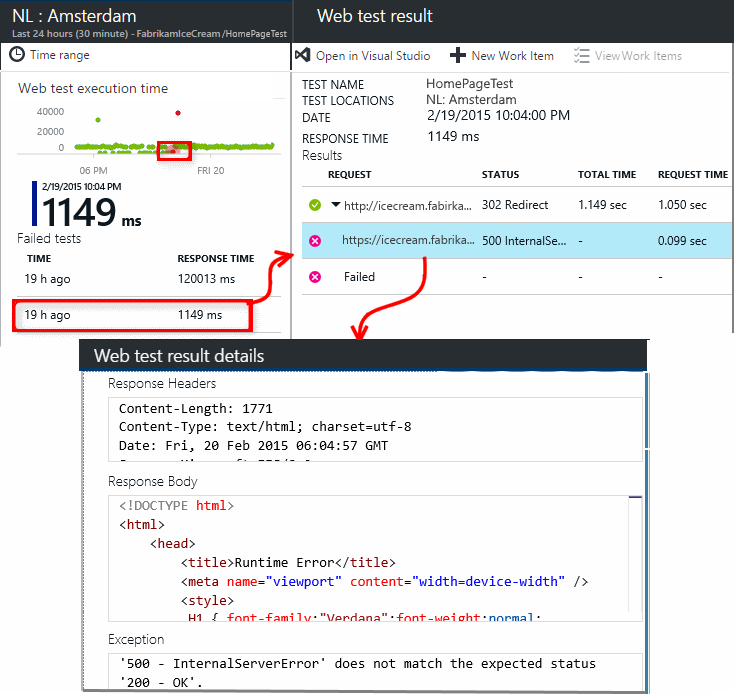 NL : Amsterdam
Last 24 hours (30 minute) - FabrikamIceCream /HomePageTest
Time range
Web test execution time
40000
20000
0
06 PM
FRI 20
2/19/2015 10:04 PM
1149 ms
Failed tests
TIME RESPONSE TIME
19 h ago 120013 ms
19 h ago 1149 ms
Web test result
Open in Visual Studio New Work Item View Work Items
TEST NAME HomePageTest
TEST LOCATIONS NL: Amsterdam
DATE 2/19/2015 10:04:00 PM
RESPONSE TIME 1149 ms
Results
REQUEST STATUS TOTAL TIME REQUEST TIME
http://icecream.fabirka... 302 Redirect 1.149 sec 1.050 sec
https://icecream.fabrika... 500 InternalSe... - 0.099 sec
Failed - - -
Web test result details
Response Headers
Content-Length: 1771
Content-Type: text/html; charset=utf-8
Date: Fri, 20 Feb 2015 06:04:57 GMT
Response Body
<!DOCTYPE html>
<html>
<head>
<title>Runtime Error</title>
<meta name="viewport" content="width=device-width" />
<style>
H1 { font-family:"Verdana";font-weight:normal;
Exception
'500 - InternalServerError' does not match the expected status
'200 - OK'.